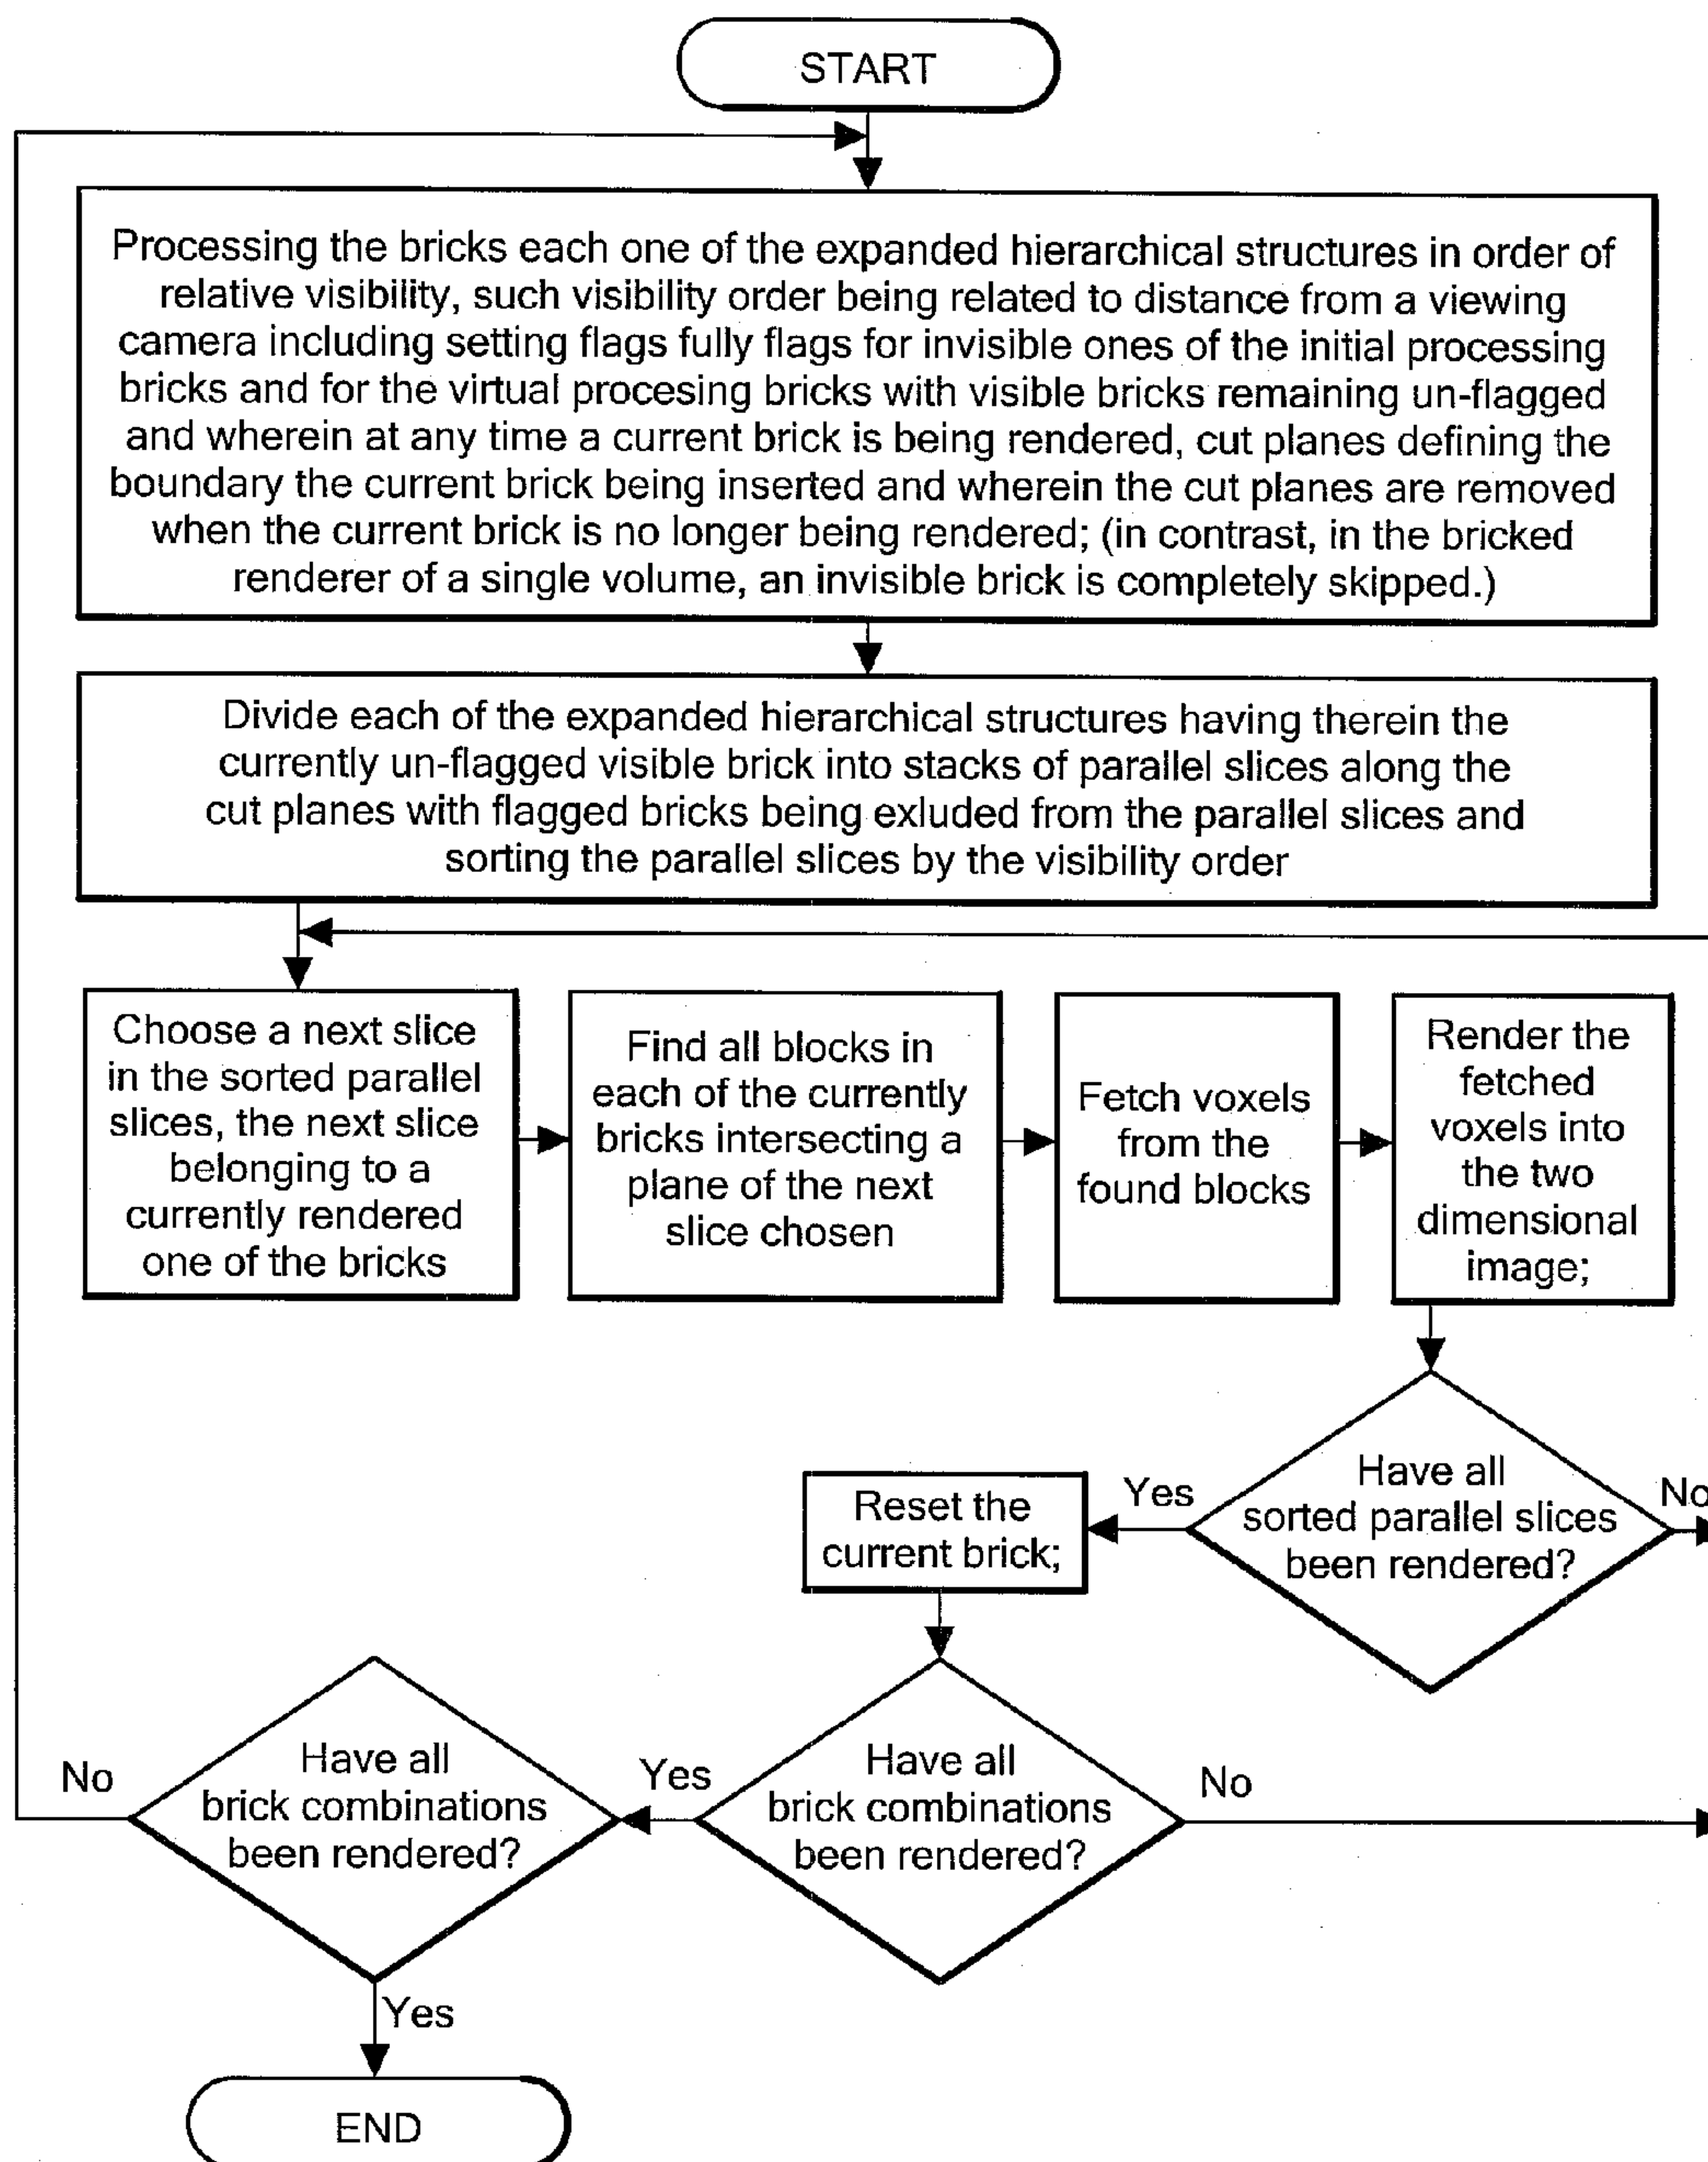 START
Processing the bricks each one of the expanded hierarchical structures in order of
relative visibility, such visibility order being related to distance from a viewing
camera including setting flags fully flags for invisible ones of the initial processing
bricks and for the virtual procesing bricks with visible bricks remaining un-flagged
and wherein at any time a current brick is being rendered, cut planes defining the
boundary the current brick being inserted and wherein the cut planes are removed
when the current brick is no longer being rendered; (in contrast, in the bricked
renderer of a single volume, an invisible brick is completely skipped.)
Divide each of the expanded hierarchical structures having therein the
currently un-flagged visible brick into stacks of parallel slices along the
cut planes with flagged bricks being exluded from the parallel slices and
sorting the parallel slices by the visibility order
Choose a next slice
in the sorted parallel
slices, the next slice
belonging to a
currently rendered
one of the bricks
Find all blocks in
each of the currently
bricks intersecting a
plane of the next
slice chosen
Fetch voxels
from the
found blocks
Render the
fetched
voxels into
the two
dimensional
image;
Have all
sorted parallel slices
been rendered?
Yes
No
Reset the
current brick;
Have all
brick combinations
been rendered?
Yes
No
Have all
brick combinations
been rendered?
No
Yes
END